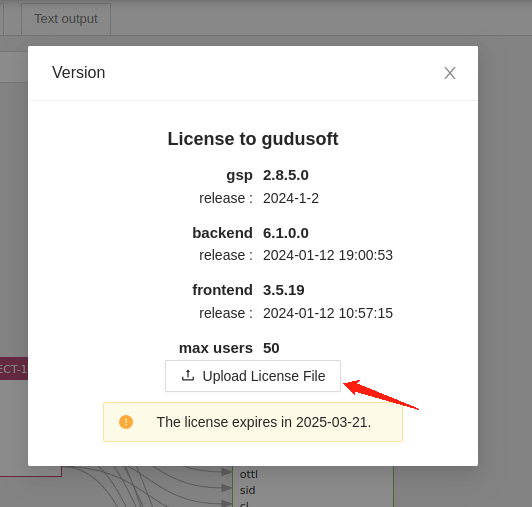 Text output
Version
License to gudusoft
gsp 2.8.5.0
release : 2024-1-2
backend 6.1.0.0
release : 2024-01-12 19:00:53
frontend 3.5.19
release : 2024-01-12 10:57:15
max users 50
ECT-1
Upload License File
The license expires in 2025-03-21.
ottl
sid